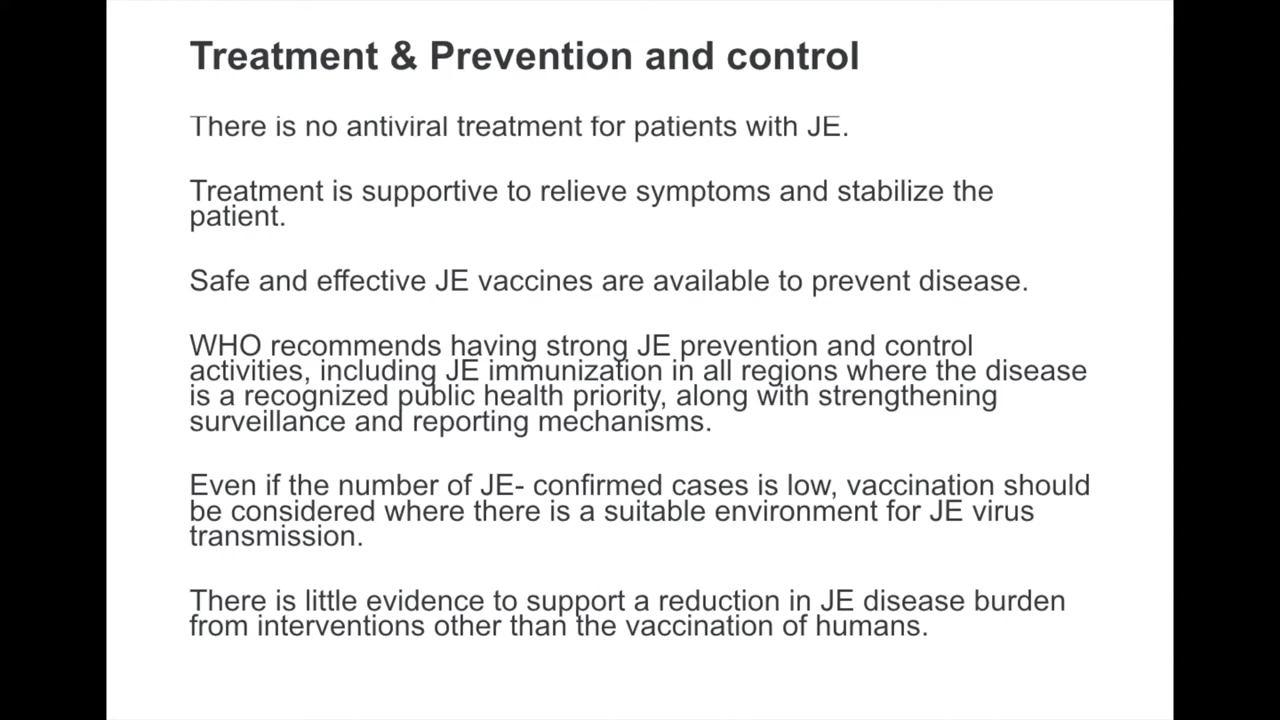 Treatment & Prevention and control
There is no antiviral treatment for patients with JE.
Treatment is supportive to relieve symptoms and stabilize the
patient.
Safe and effective JE vaccines are available to prevent disease.
WHO recommends having strong JE prevention and control
activities, including JE immunization in all regions where the disease
is a recognized public health priority, along with strengthening
surveillance and reporting mechanisms.
Even if the number of JE- confirmed cases is low, vaccination should
be considered where there is a suitable environment for JE virus
transmission.
There is little evidence to support a reduction in JE disease burden
from interventions other than the vaccination of humans.